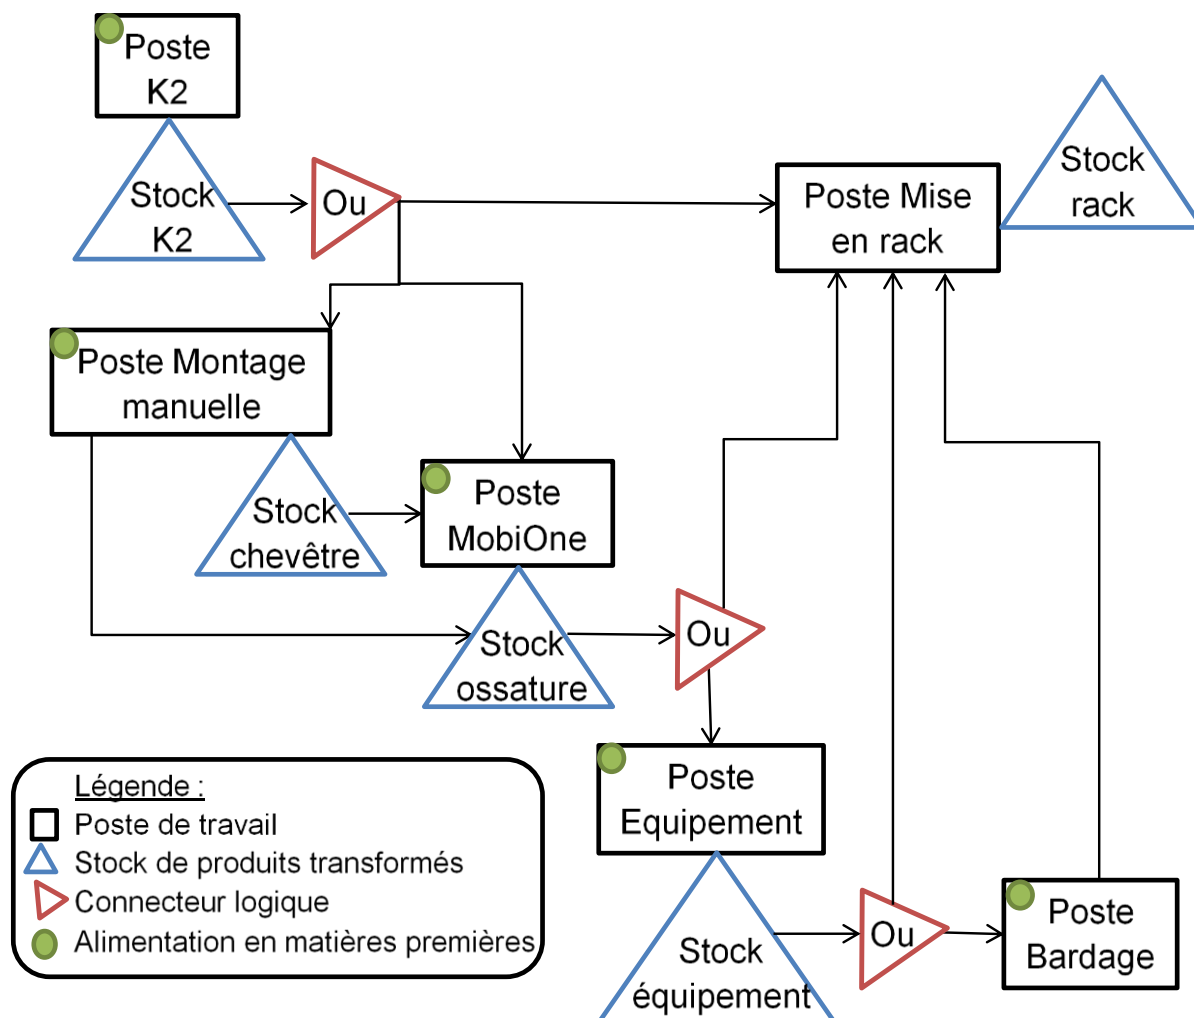 Poste
K2
Stock
K2
Ou
Poste Mise
en rack
Stock
rack
Poste Montage
manuelle
Stock
chevêtre
Poste
MobiOne
Stock
ossature
Ou
Poste
Equipement
Stock
équipement
Ou
Poste
Bardage
Légende :
Poste de travail
Stock de produits transformés
Connecteur logique
Alimentation en matières premières